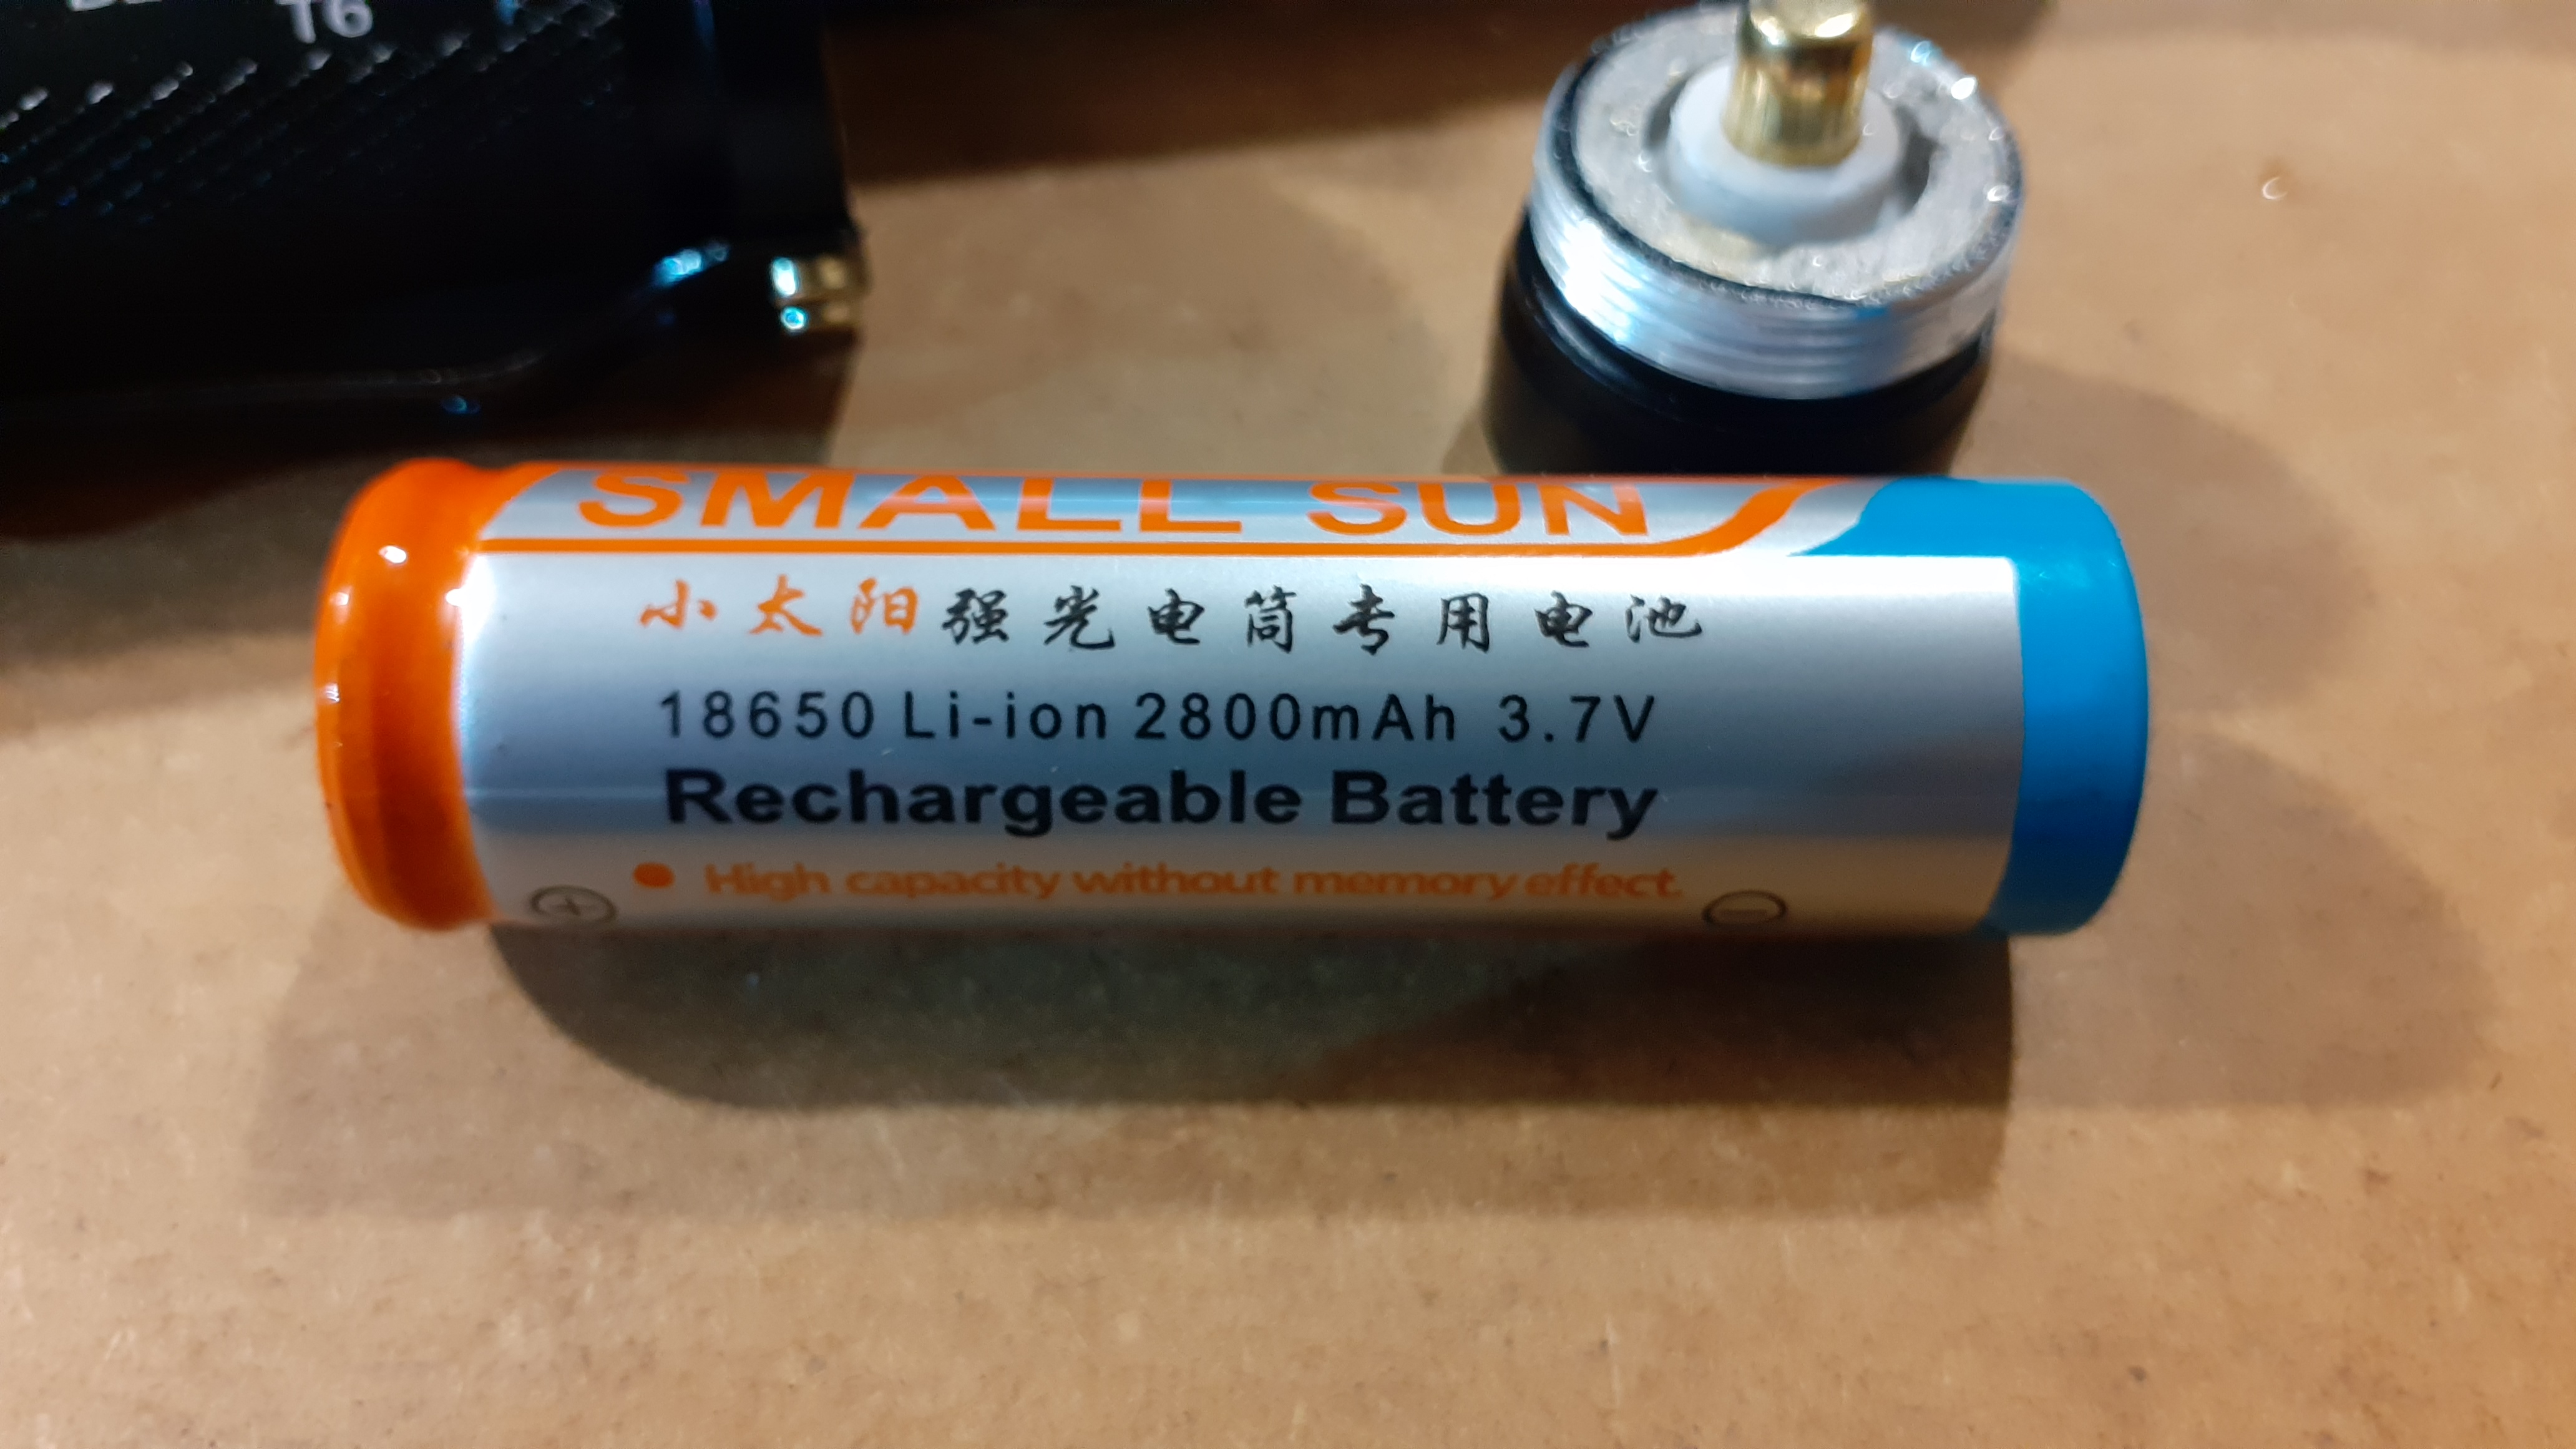 T6
SMALL SUN
小太阳强光电筒专用电池
18650 Li-ion 2800mAh 3.7V
Rechargeable Battery
● High capacity without memory effect.
⊕ ⊖